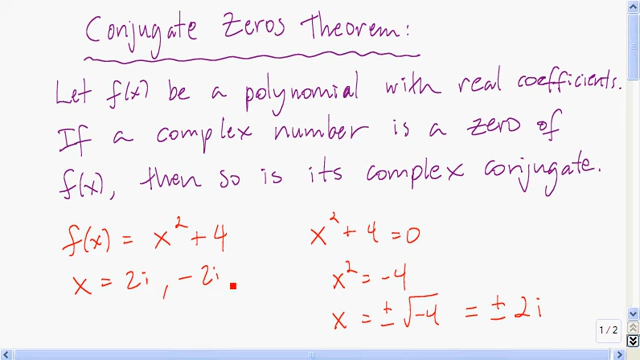 Conjugate Zeros Theorem:
Let f(x) be a polynomial with real coefficients.
If a complex number is a zero of
f(x), then so is its complex conjugate.
f(x) = x² + 4
x = 2i, -2i
x² + 4 = 0
x² = -4
x = ± √-4 = ± 2i
1/2